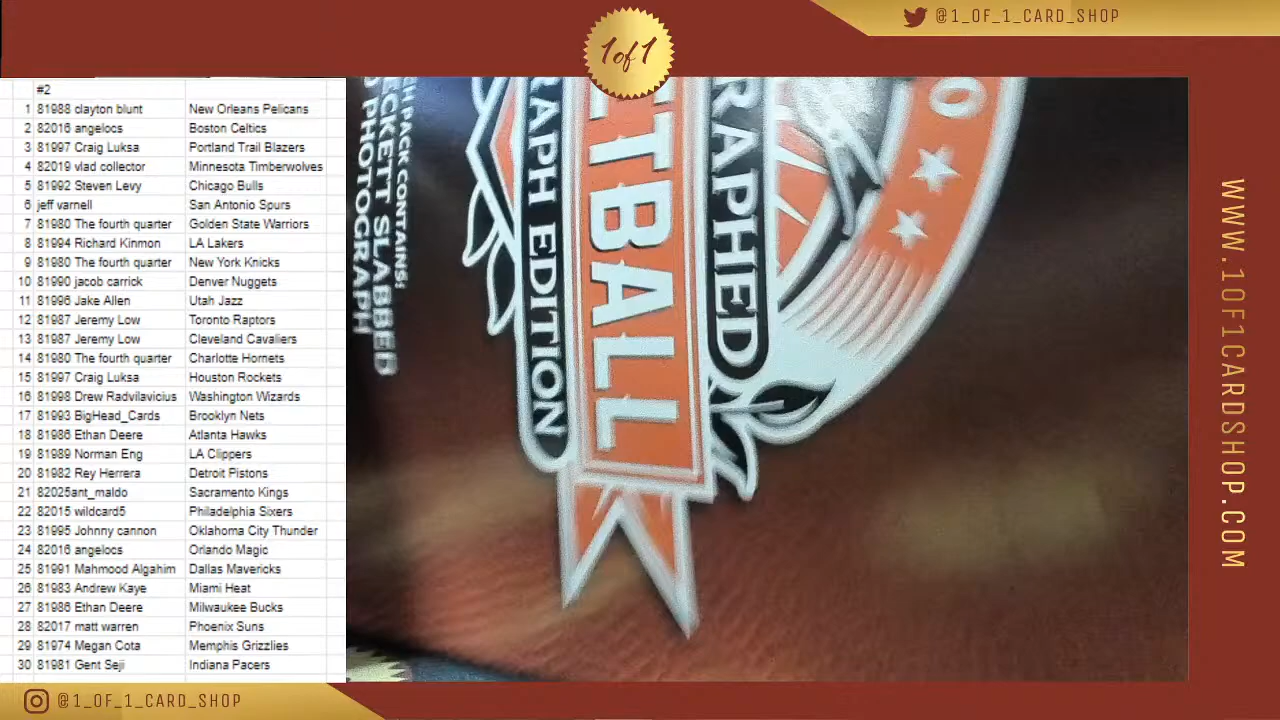 @1_OF_1_CARD_SHOP
1of1
#2
1 81988 clayton blunt New Orleans Pelicans
2 82016 angelocs Boston Celtics
3 81997 Craig Luksa Portland Trail Blazers
4 82019 vlad collector Minnesota Timberwolves
5 81992 Steven Levy Chicago Bulls
6 jeff varnell San Antonio Spurs
7 81980 The fourth quarter Golden State Warriors
8 81994 Richard Kinmon LA Lakers
9 81980 The fourth quarter New York Knicks
10 81990 jacob carrick Denver Nuggets
11 81996 Jake Allen Utah Jazz
12 81987 Jeremy Low Toronto Raptors
13 81987 Jeremy Low Cleveland Cavaliers
14 81980 The fourth quarter Charlotte Hornets
15 81997 Craig Luksa Houston Rockets
16 81998 Drew Radvilavicius Washington Wizards
17 81993 BigHead_Cards Brooklyn Nets
18 81986 Ethan Deere Atlanta Hawks
19 81989 Norman Eng LA Clippers
20 81982 Rey Herrera Detroit Pistons
21 82025ant_maldo Sacramento Kings
22 82015 wildcard5 Philadelphia Sixers
23 81995 Johnny cannon Oklahoma City Thunder
24 82016 angelocs Orlando Magic
25 81991 Mahmood Algahim Dallas Mavericks
26 81983 Andrew Kaye Miami Heat
27 81986 Ethan Deere Milwaukee Bucks
28 82017 matt warren Phoenix Suns
29 81974 Megan Cota Memphis Grizzlies
30 81981 Gent Seji Indiana Pacers
RAPHED
ETBALL
RAPH EDITION
CH PACK CONTAINS:
ECKETT SLABBED
PHOTOGRAPH
WWW.1OF1CARDSHOP.COM
@1_OF_1_CARD_SHOP